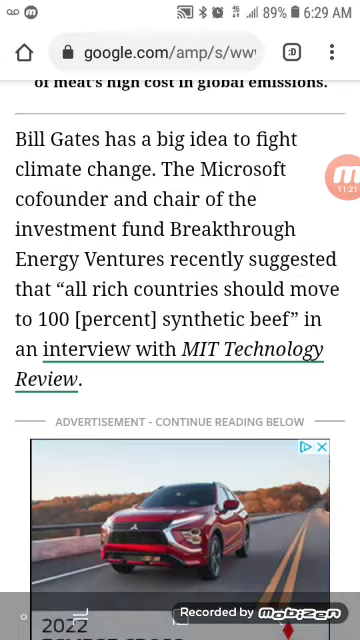 89% 6:29 AM
google.com/amp/s/ww
:D
of meat's high cost in global emissions.
Bill Gates has a big idea to fight
climate change. The Microsoft
cofounder and chair of the
investment fund Breakthrough
Energy Ventures recently suggested
that “all rich countries should move
to 100 [percent] synthetic beef” in
an interview with MIT Technology
Review.
11:21
ADVERTISEMENT - CONTINUE READING BELOW
Recorded by mobizen
2022